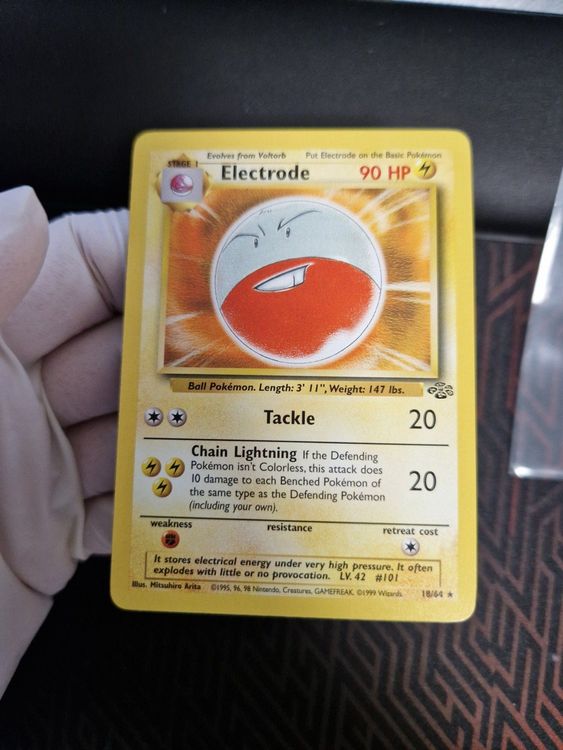 Evolves from Voltorb Put Electrode on the Basic Pokémon
STAGE 1
Electrode 90 HP
Ball Pokémon. Length: 3' 11", Weight: 147 lbs.
Tackle 20
Chain Lightning If the Defending
Pokémon isn't Colorless, this attack does
10 damage to each Benched Pokémon of
the same type as the Defending Pokémon
(including your own).
20
weakness resistance retreat cost
It stores electrical energy under very high pressure. It often
explodes with little or no provocation. LV. 42 #101
Illus. Mitsuhiro Arita ©1995, 96, 98 Nintendo, Creatures, GAMEFREAK. ©1999 Wizards. 18/64 ★